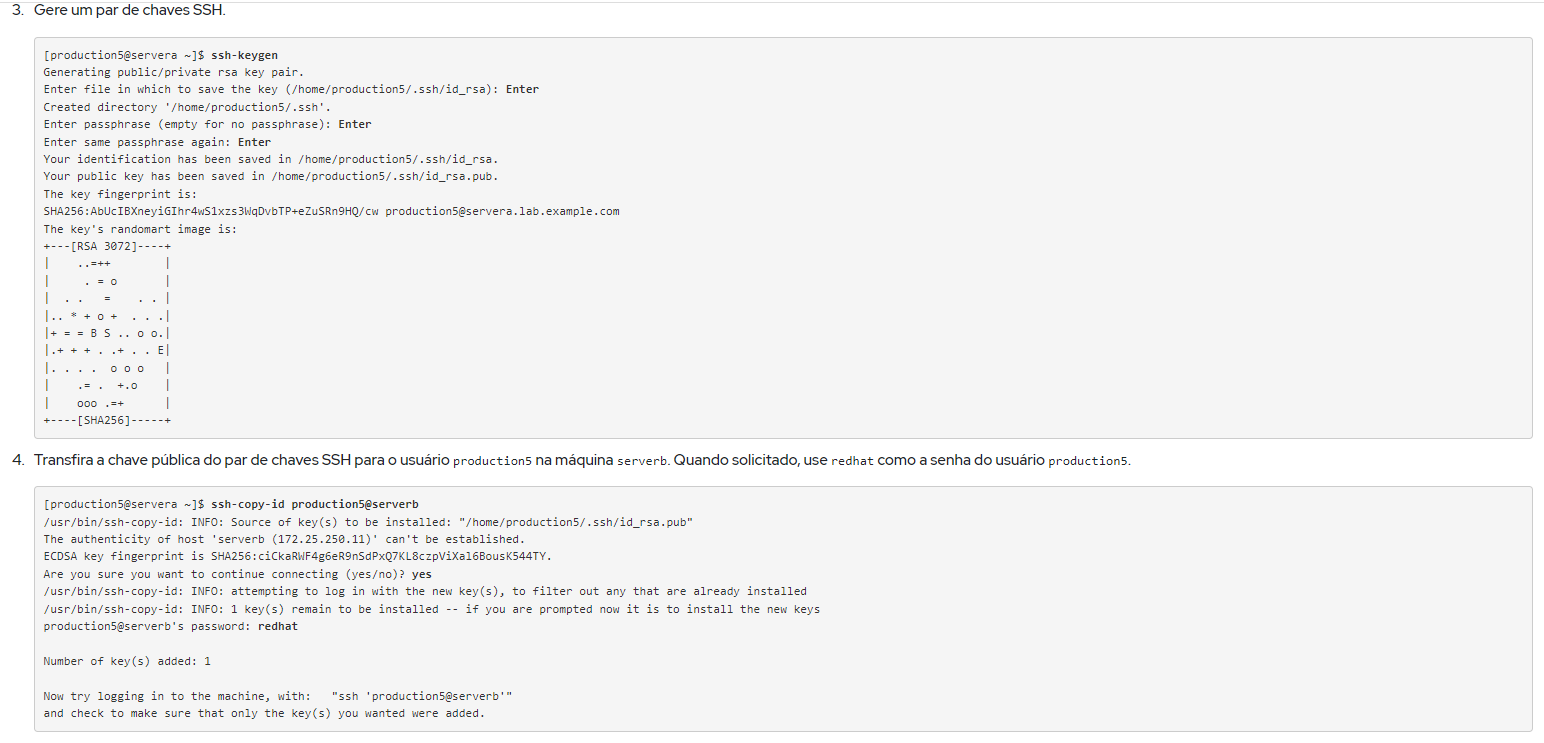 3. Gere um par de chaves SSH.
[production5@servera ~]$ ssh-keygen
Generating public/private rsa key pair.
Enter file in which to save the key (/home/production5/.ssh/id_rsa): Enter
Created directory '/home/production5/.ssh'.
Enter passphrase (empty for no passphrase): Enter
Enter same passphrase again: Enter
Your identification has been saved in /home/production5/.ssh/id_rsa.
Your public key has been saved in /home/production5/.ssh/id_rsa.pub.
The key fingerprint is:
SHA256:AbUcIBXneyiGIhr4wS1xzs3WqDvbTP+eZuSRn9HQ/cw production5@servera.lab.example.com
The key's randomart image is:
+---[RSA 3072]----+
|    ..=++        |
|     . = o       |
|  . .   =    . . |
|.. * + o +  . . .|
|+ = = B S .. o o.|
|.+ + + . .+ . . E|
|. . . .  o o o   |
|    .= .  +.o    |
|    ooo .=+      |
+----[SHA256]-----+
4. Transfira a chave pública do par de chaves SSH para o usuário production5 na máquina serverb. Quando solicitado, use redhat como a senha do usuário production5.
[production5@servera ~]$ ssh-copy-id production5@serverb
/usr/bin/ssh-copy-id: INFO: Source of key(s) to be installed: "/home/production5/.ssh/id_rsa.pub"
The authenticity of host 'serverb (172.25.250.11)' can't be established.
ECDSA key fingerprint is SHA256:ciCkaRWF4g6eR9nSdPxQ7KL8czpViXal6BousK544TY.
Are you sure you want to continue connecting (yes/no)? yes
/usr/bin/ssh-copy-id: INFO: attempting to log in with the new key(s), to filter out any that are already installed
/usr/bin/ssh-copy-id: INFO: 1 key(s) remain to be installed -- if you are prompted now it is to install the new keys
production5@serverb's password: redhat
Number of key(s) added: 1
Now try logging in to the machine, with:   "ssh 'production5@serverb'"
and check to make sure that only the key(s) you wanted were added.